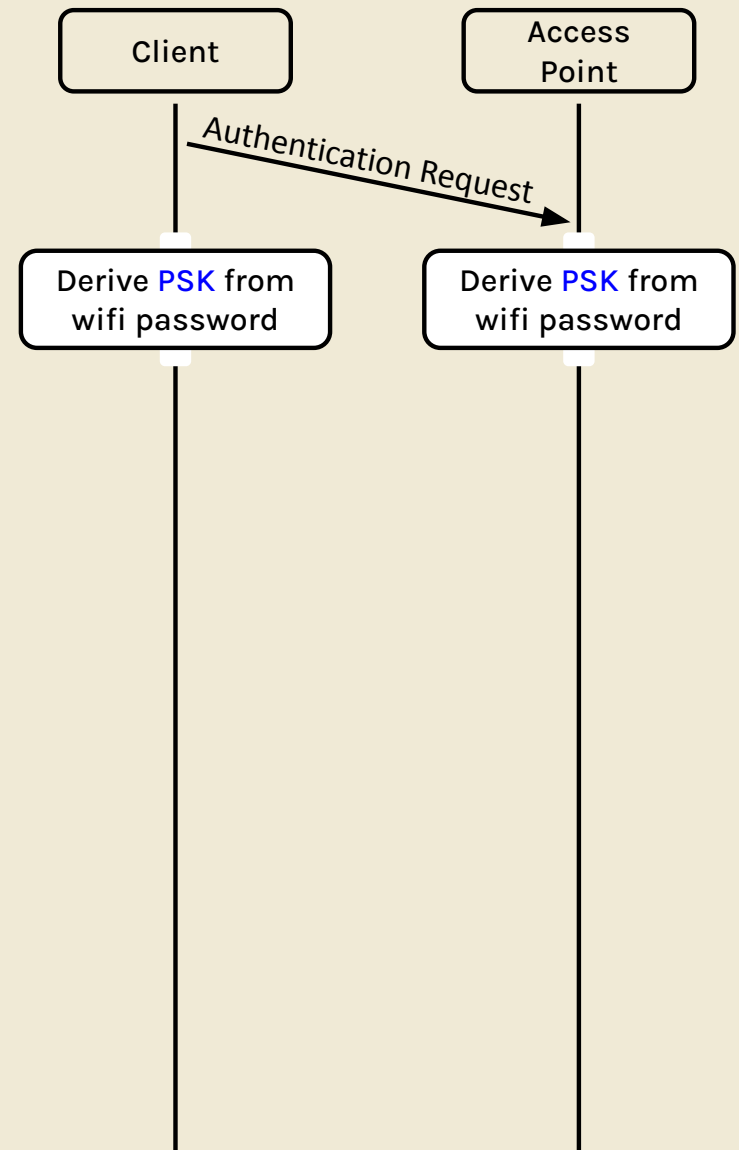 Client
Access
Point
Authentication Request
Derive PSK from
wifi password
Derive PSK from
wifi password